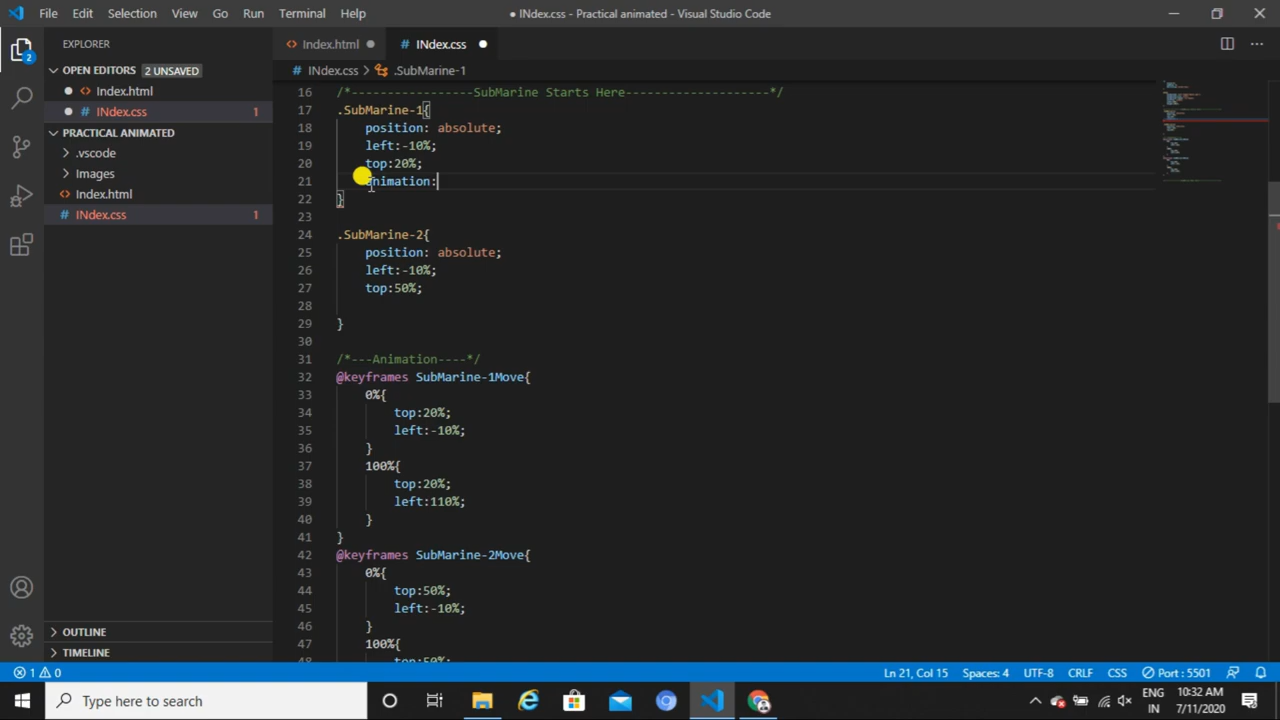 File Edit Selection View Go Run Terminal Help
● INdex.css - Practical animated - Visual Studio Code
EXPLORER
Index.html
# INdex.css
# INdex.css > .SubMarine-1
OPEN EDITORS 2 UNSAVED
Index.html
# INdex.css 1
PRACTICAL ANIMATED
> .vscode
> Images
Index.html
# INdex.css 1
16 /*-----------------SubMarine Starts Here--------------------*/
17 .SubMarine-1{
18 position: absolute;
19 left:-10%;
20 top:20%;
21 animation:
22 }
23
24 .SubMarine-2{
25 position: absolute;
26 left:-10%;
27 top:50%;
28
29 }
30
31 /*---Animation----*/
32 @keyframes SubMarine-1Move{
33 0%{
34 top:20%;
35 left:-10%;
36 }
37 100%{
38 top:20%;
39 left:110%;
40 }
41 }
42 @keyframes SubMarine-2Move{
43 0%{
44 top:50%;
45 left:-10%;
46 }
47 100%{
48 top:50%;
2
OUTLINE
TIMELINE
1 0 Ln 21, Col 15 Spaces: 4 UTF-8 CRLF CSS Port : 5501
Type here to search
ENG 10:32 AM
IN 7/11/2020